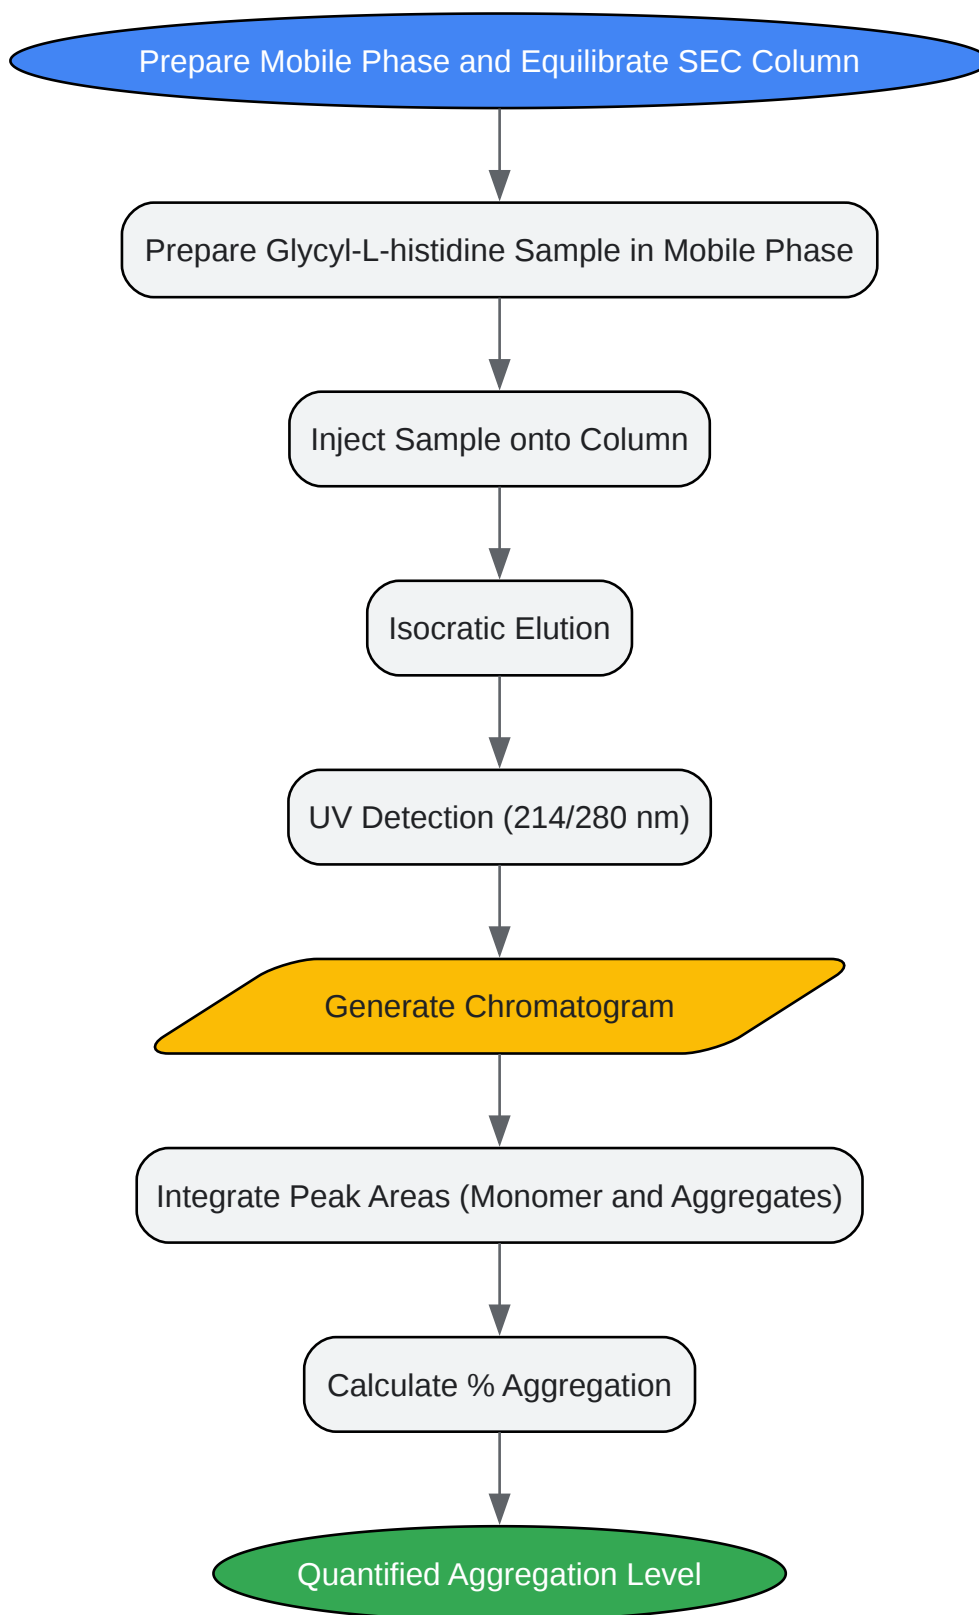 Prepare Mobile Phase and Equilibrate SEC Column
Prepare Glycyl-L-histidine Sample in Mobile Phase
Inject Sample onto Column
Isocratic Elution
UV Detection (214/280 nm)
Generate Chromatogram
Integrate Peak Areas (Monomer and Aggregates)
Calculate % Aggregation
Quantified Aggregation Level